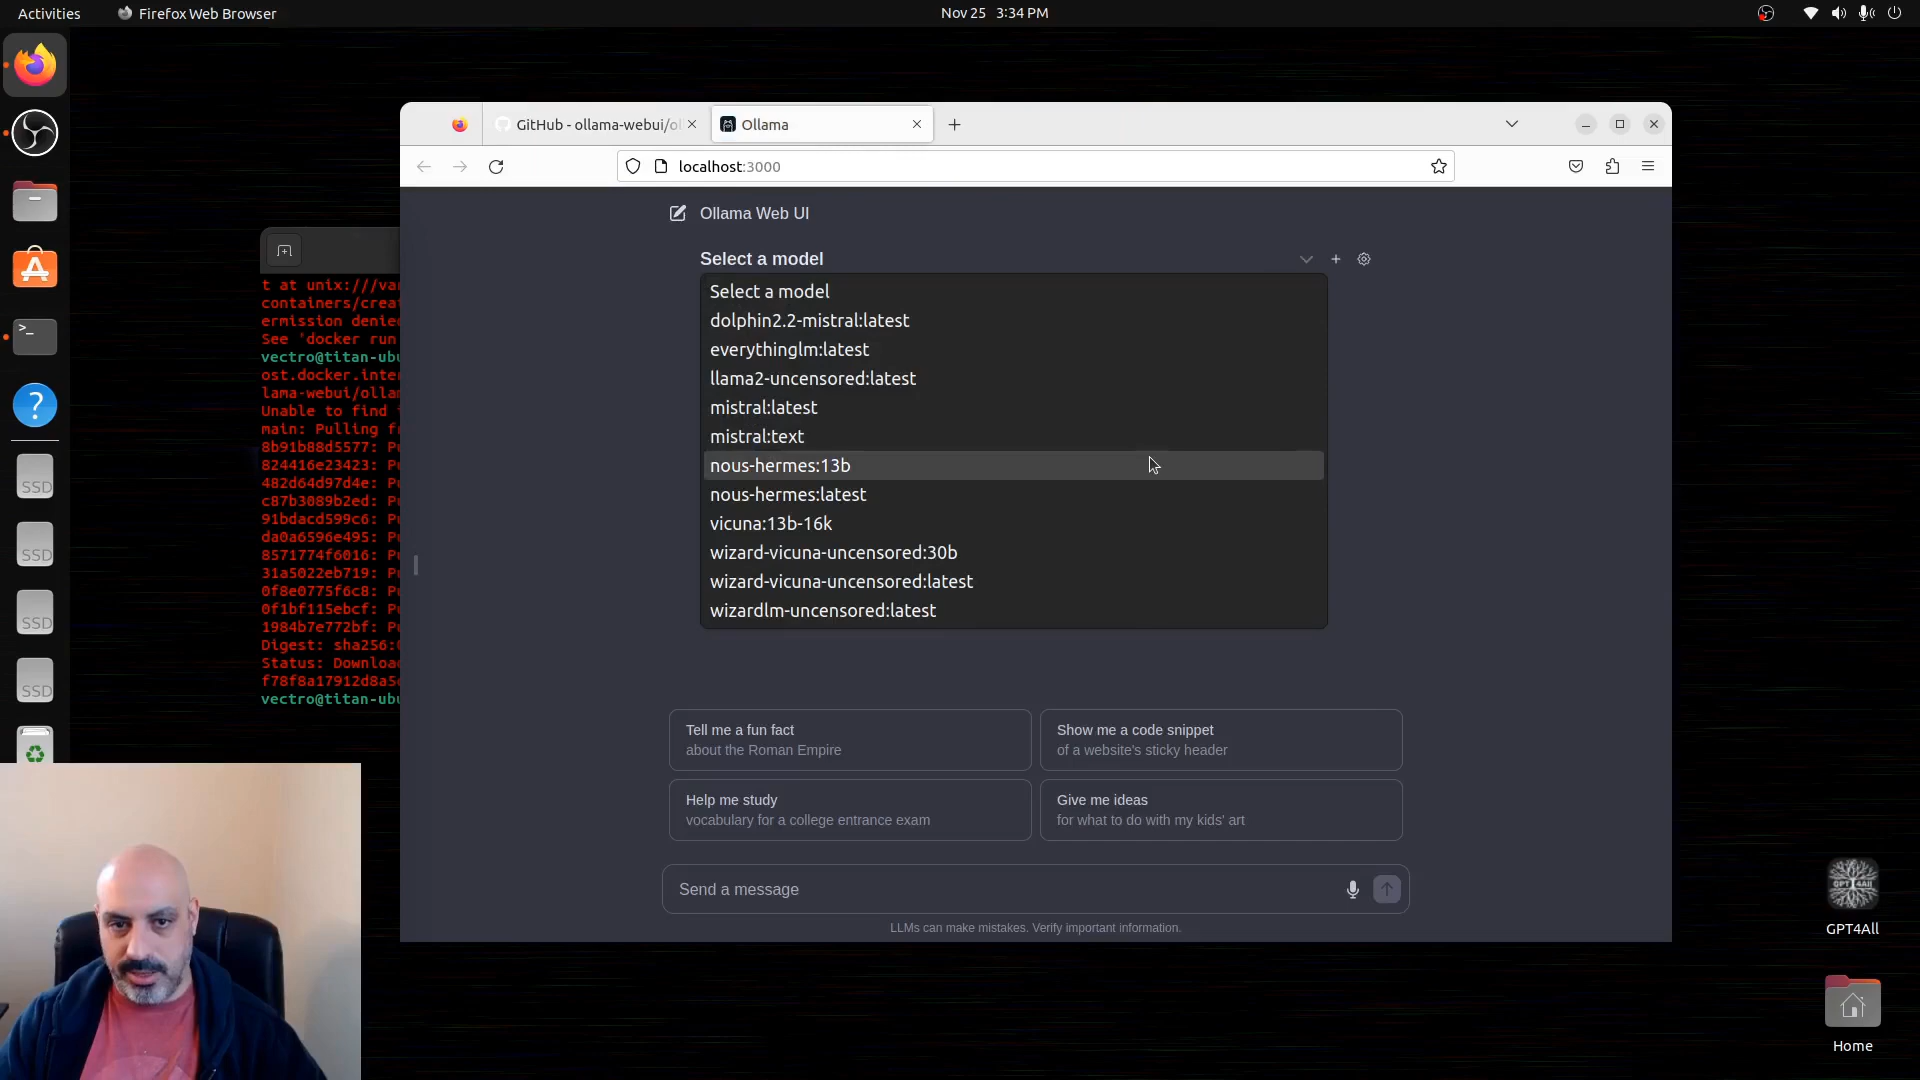 Activities
Firefox Web Browser
Nov 25 3:34 PM
GitHub - ollama-webui/ol
Ollama
localhost:3000
Ollama Web UI
Select a model
Select a model
dolphin2.2-mistral:latest
everythinglm:latest
llama2-uncensored:latest
mistral:latest
mistral:text
nous-hermes:13b
nous-hermes:latest
vicuna:13b-16k
wizard-vicuna-uncensored:30b
wizard-vicuna-uncensored:latest
wizardlm-uncensored:latest
t at unix:///va
containers/crea
ermission denie
See 'docker run
vectro@titan-ubu
ost.docker.inte
lama-webui/olla
Unable to find
main: Pulling f
8b91b88d5577: P
824416e23423: P
482d64d97d4e: P
c87b3089b2ed: P
91bdacd599c6: P
da0a6596e495: P
8571774f6016: P
31a5022eb719: P
0f8e0775f6c8: P
0f1bf115ebcf: P
1984b7e772bf: P
Digest: sha256:
Status: Downloa
f78f8a17912d8a5
vectro@titan-ubu
Tell me a fun fact
about the Roman Empire
Show me a code snippet
of a website's sticky header
Help me study
vocabulary for a college entrance exam
Give me ideas
for what to do with my kids' art
Send a message
LLMs can make mistakes. Verify important information.
SSD
SSD
SSD
SSD
GPT4All
GPT4All
Home